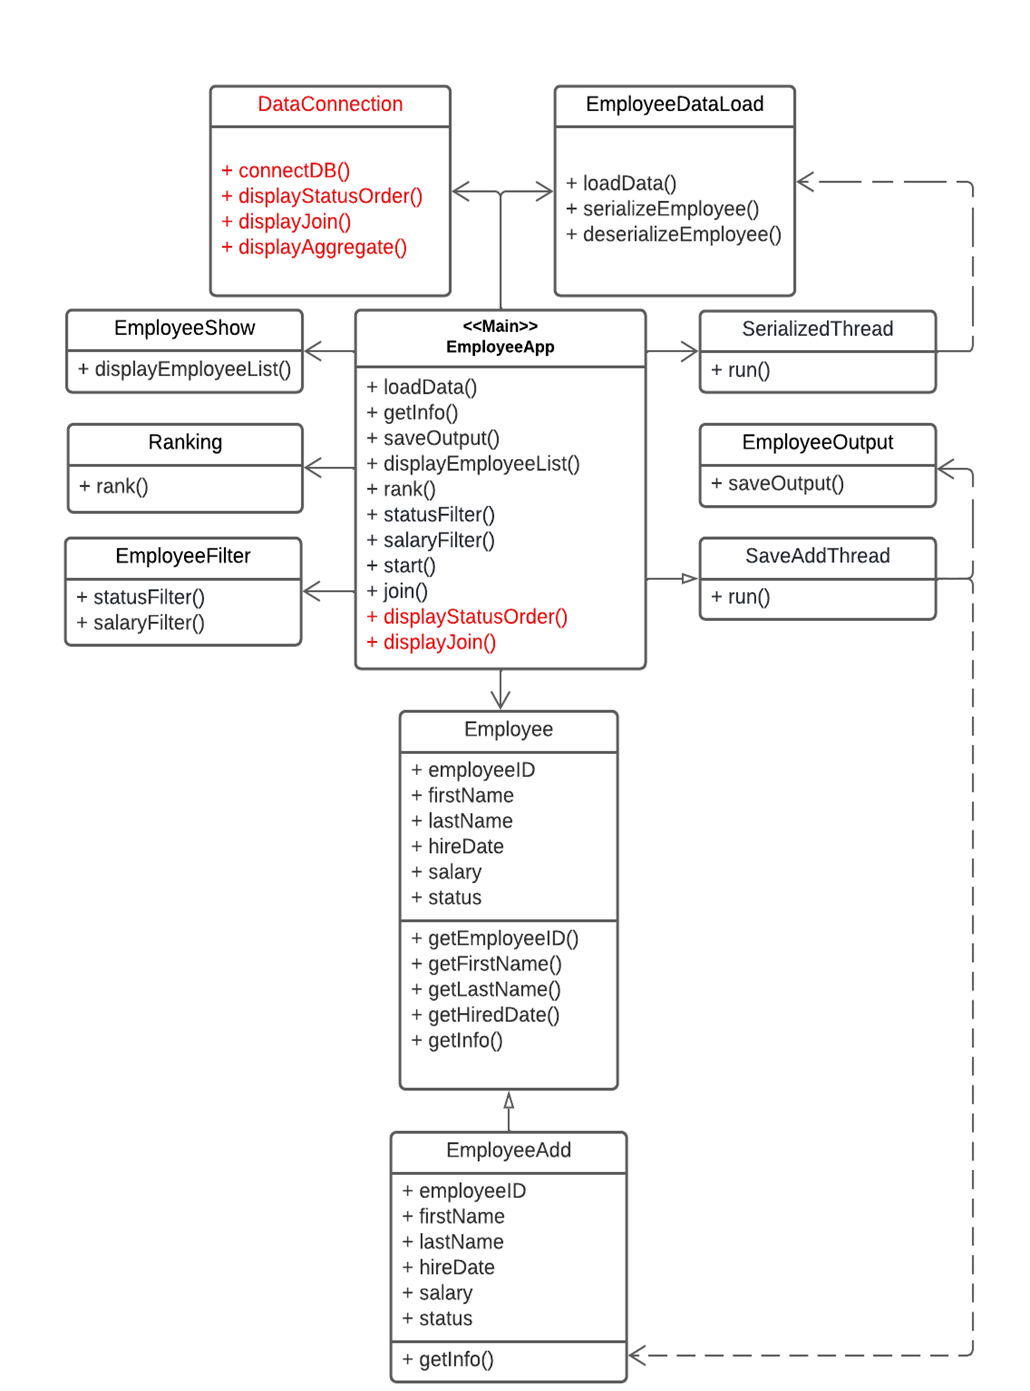 DataConnection
+ connectDB()
+ displayStatusOrder()
+ displayJoin()
+ displayAggregate()
EmployeeDataLoad
+ loadData()
+ serializeEmployee()
+ deserializeEmployee()
EmployeeShow
+ displayEmployeeList()
<<Main>>
EmployeeApp
+ loadData()
+ getInfo()
+ saveOutput()
+ displayEmployeeList()
+ rank()
+ statusFilter()
+ salaryFilter()
+ start()
+ join()
+ displayStatusOrder()
+ displayJoin()
SerializedThread
+ run()
Ranking
+ rank()
EmployeeOutput
+ saveOutput()
EmployeeFilter
+ statusFilter()
+ salaryFilter()
SaveAddThread
+ run()
Employee
+ employeeID
+ firstName
+ lastName
+ hireDate
+ salary
+ status
+ getEmployeeID()
+ getFirstName()
+ getLastName()
+ getHiredDate()
+ getInfo()
EmployeeAdd
+ employeeID
+ firstName
+ lastName
+ hireDate
+ salary
+ status
+ getInfo()